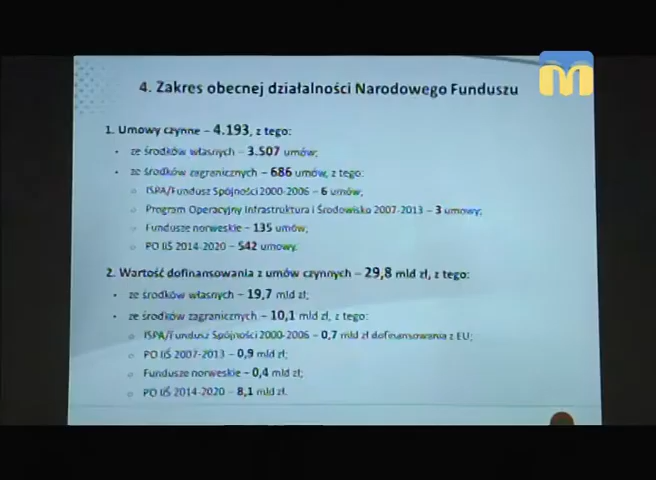 4. Zakres obecnej działalności Narodowego Funduszu
1. Umowy czynne – 4.193, z tego:
• ze środków własnych – 3.507 umów;
• ze środków zagranicznych – 686 umów, z tego:
○ ISPA/Fundusz Spójności 2000-2006 – 6 umów;
○ Program Operacyjny Infrastruktura i Środowisko 2007-2013 – 3 umowy;
○ Fundusze norweskie – 135 umów;
○ PO IiŚ 2014-2020 – 542 umowy.
2. Wartość dofinansowania z umów czynnych – 29,8 mld zł, z tego:
• ze środków własnych – 19,7 mld zł;
• ze środków zagranicznych – 10,1 mld zł, z tego:
○ ISPA/Fundusz Spójności 2000-2006 – 0,7 mld zł dofinansowania z EU;
○ PO IiŚ 2007-2013 – 0,9 mld zł;
○ Fundusze norweskie – 0,4 mld zł;
○ PO IiŚ 2014-2020 – 8,1 mld zł.